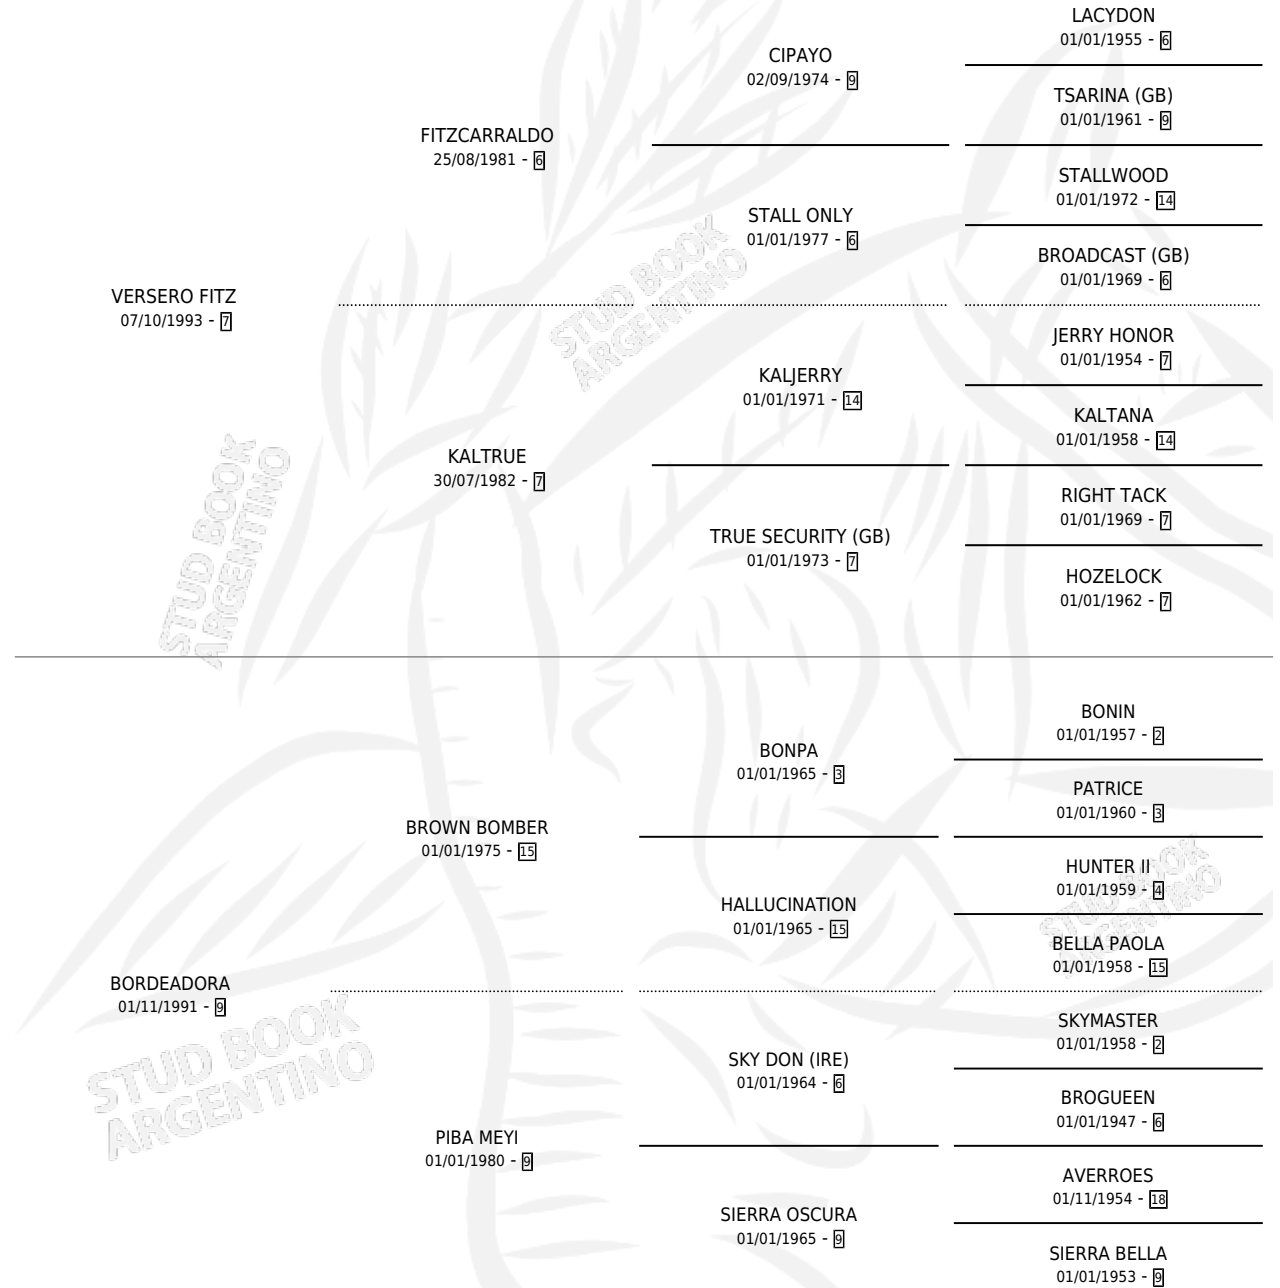 LACYDON
01/01/1955 - 6
CIPAYO
02/09/1974 - 9
TSARINA (GB)
01/01/1961 - 9
FITZCARRALDO
25/08/1981 - 6
STALLWOOD
01/01/1972 - 14
STALL ONLY
01/01/1977 - 6
BROADCAST (GB)
01/01/1969 - 6
VERSERO FITZ
07/10/1993 - 7
STUD BOOK
ARGENTINO
JERRY HONOR
01/01/1954 - 7
KALJERRY
01/01/1971 - 14
KALTANA
01/01/1958 - 14
KALTRUE
30/07/1982 - 7
RIGHT TACK
01/01/1969 - 7
TRUE SECURITY (GB)
01/01/1973 - 7
HOZELOCK
01/01/1962 - 7
STUD BOOK
ARGENTINO
BONIN
01/01/1957 - 2
BONPA
01/01/1965 - 3
PATRICE
01/01/1960 - 3
BROWN BOMBER
01/01/1975 - 15
HUNTER II
01/01/1959 - 4
HALLUCINATION
01/01/1965 - 15
BELLA PAOLA
01/01/1958 - 15
STUD BOOK
ARGENTINO
BORDEADORA
01/11/1991 - 9
SKYMASTER
01/01/1958 - 2
SKY DON (IRE)
01/01/1964 - 6
BROGUEEN
01/01/1947 - 6
STUD BOOK
ARGENTINO
PIBA MEYI
01/01/1980 - 9
AVERROES
01/11/1954 - 18
SIERRA OSCURA
01/01/1965 - 9
SIERRA BELLA
01/01/1953 - 9